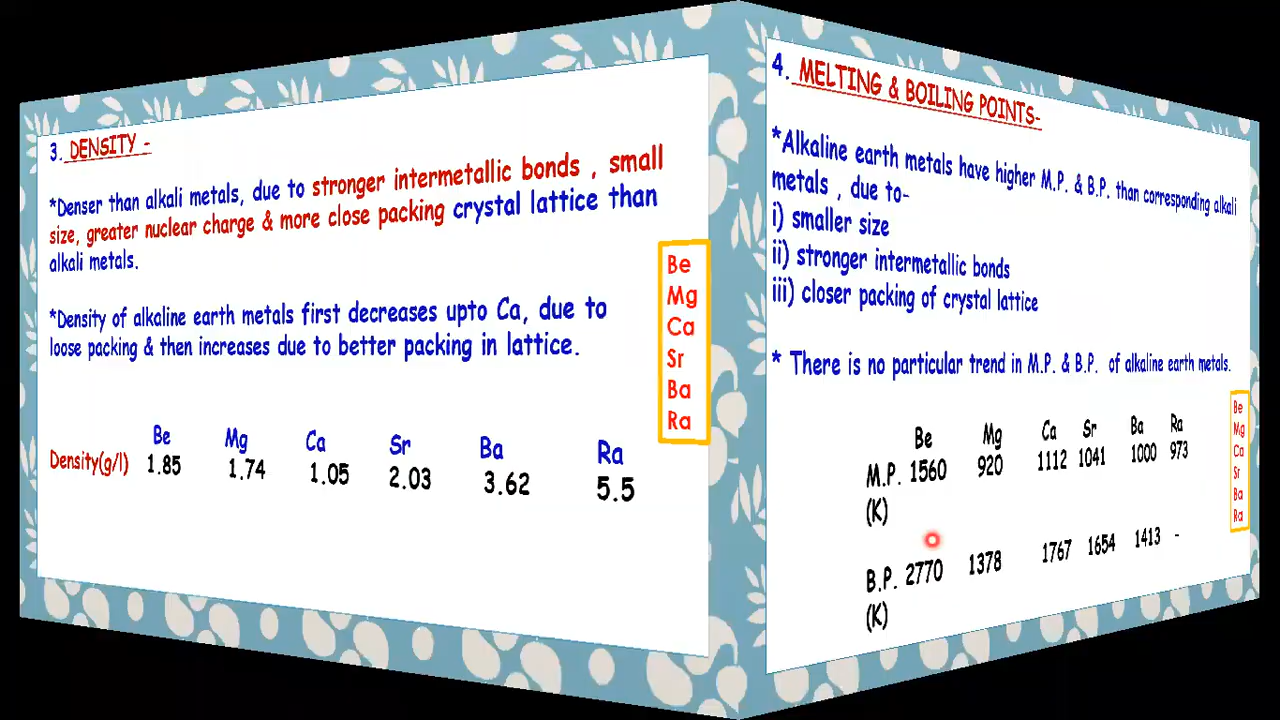 3. DENSITY -
*Denser than alkali metals, due to stronger intermetallic bonds , small
size, greater nuclear charge & more close packing crystal lattice than
alkali metals.
*Density of alkaline earth metals first decreases upto Ca, due to
loose packing & then increases due to better packing in lattice.
Be Mg Ca Sr Ba Ra
Density(g/l) 1.85 1.74 1.05 2.03 3.62 5.5
Be
Mg
Ca
Sr
Ba
Ra
4. MELTING & BOILING POINTS-
*Alkaline earth metals have higher M.P. & B.P. than corresponding alkali
metals , due to-
i) smaller size
ii) stronger intermetallic bonds
iii) closer packing of crystal lattice
* There is no particular trend in M.P. & B.P. of alkaline earth metals.
Be Mg Ca Sr Ba Ra
M.P. 1560 920 1112 1041 1000 973
(K)
B.P. 2770 1378 1767 1654 1413 -
(K)
Be
Mg
Ca
Sr
Ba
Ra